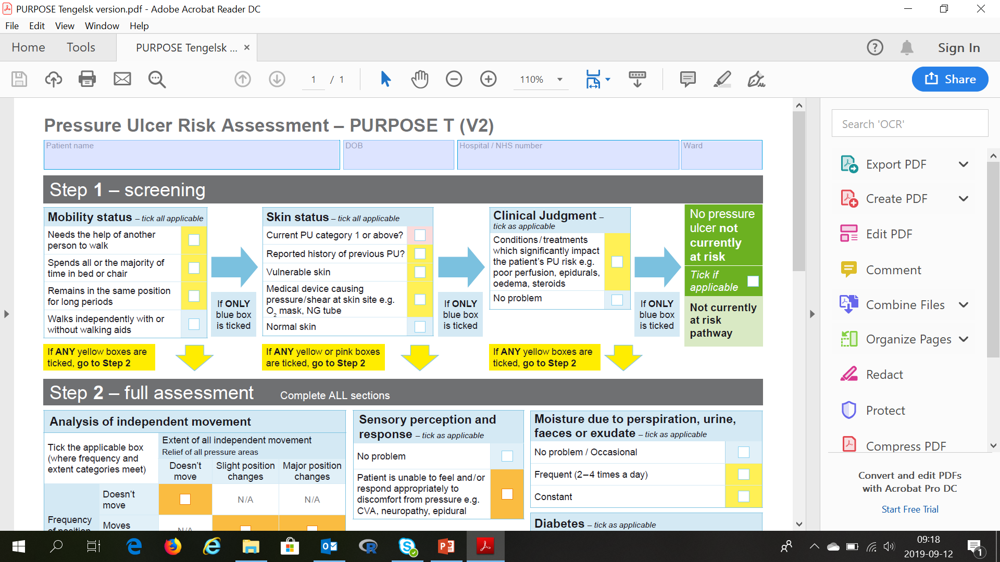 PURPOSE Tengelsk version.pdf - Adobe Acrobat Reader DC
File Edit View Window Help
Home Tools PURPOSE Tengelsk ... × Sign In
1 / 1 110% Share
Pressure Ulcer Risk Assessment – PURPOSE T (V2)
Patient name DOB Hospital / NHS number Ward
Step 1 – screening
Mobility status – tick all applicable
Needs the help of another
person to walk
Spends all or the majority of
time in bed or chair
Remains in the same position
for long periods
Walks independently with or
without walking aids
If ONLY
blue box
is ticked
If ANY yellow boxes are
ticked, go to Step 2
Skin status – tick all applicable
Current PU category 1 or above?
Reported history of previous PU?
Vulnerable skin
Medical device causing
pressure/shear at skin site e.g.
O2 mask, NG tube
Normal skin
If ONLY
blue box
is ticked
If ANY yellow or pink boxes
are ticked, go to Step 2
Clinical Judgment –
tick as applicable
Conditions/treatments
which significantly impact
the patient's PU risk e.g.
poor perfusion, epidurals,
oedema, steroids
No problem
If ONLY
blue box
is ticked
If ANY yellow boxes are
ticked, go to Step 2
No pressure
ulcer not
currently
at risk
Tick if
applicable
Not currently
at risk
pathway
Step 2 – full assessment Complete ALL sections
Analysis of independent movement
Tick the applicable box
(where frequency and
extent categories meet)
Extent of all independent movement
Relief of all pressure areas
Doesn't
move
Slight position
changes
Major position
changes
Doesn't
move
N/A N/A
Frequency
of position
Moves
N/A
Sensory perception and
response – tick as applicable
No problem
Patient is unable to feel and/or
respond appropriately to
discomfort from pressure e.g.
CVA, neuropathy, epidural
Moisture due to perspiration, urine,
faeces or exudate – tick as applicable
No problem / Occasional
Frequent (2–4 times a day)
Constant
Diabetes – tick as applicable
Search 'OCR'
Export PDF
Create PDF
Edit PDF
Comment
Combine Files
Organize Pages
Redact
Protect
Compress PDF
Convert and edit PDFs
with Acrobat Pro DC
Start Free Trial
09:18
2019-09-12
1